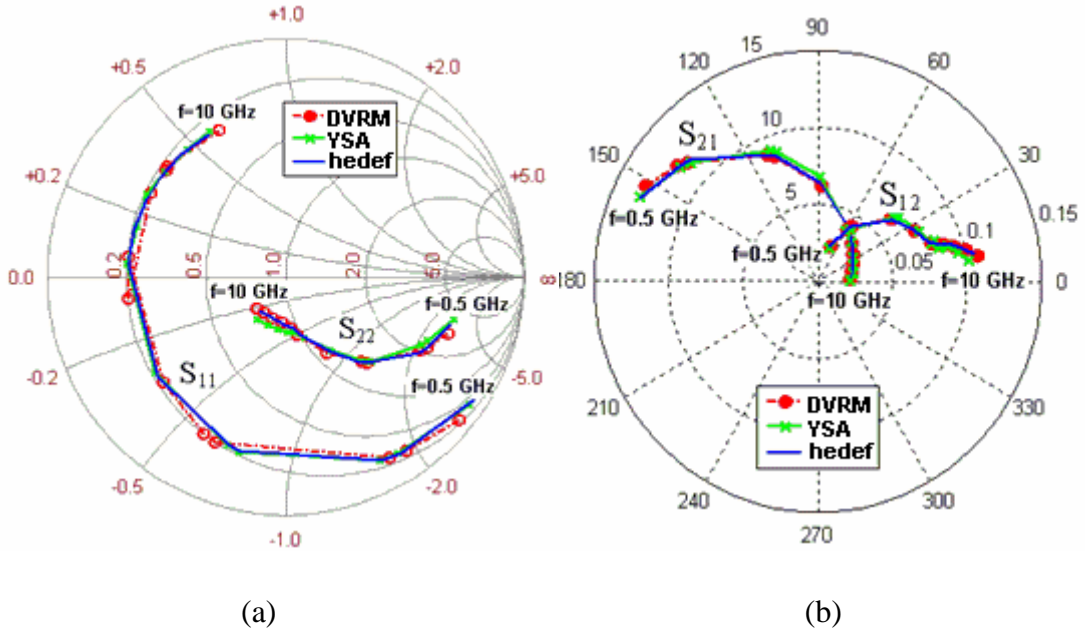 +1.0
+0.5
+2.0
f=10 GHz
DVRM
YSA
hedef
+0.2
+5.0
0.0
0.2
0.5
1.0
2.0
5.0
∞
f=10 GHz
f=0.5 GHz
S22
S11
f=0.5 GHz
-0.2
-5.0
-0.5
-2.0
-1.0
(a)
90
120
15
60
10
S21
150
30
5
S12
f=0.5 GHz
0.15
0.1
f=0.5 GHz
0.05
f=10 GHz
180
0
f=10 GHz
DVRM
YSA
hedef
210
330
240
300
270
(b)